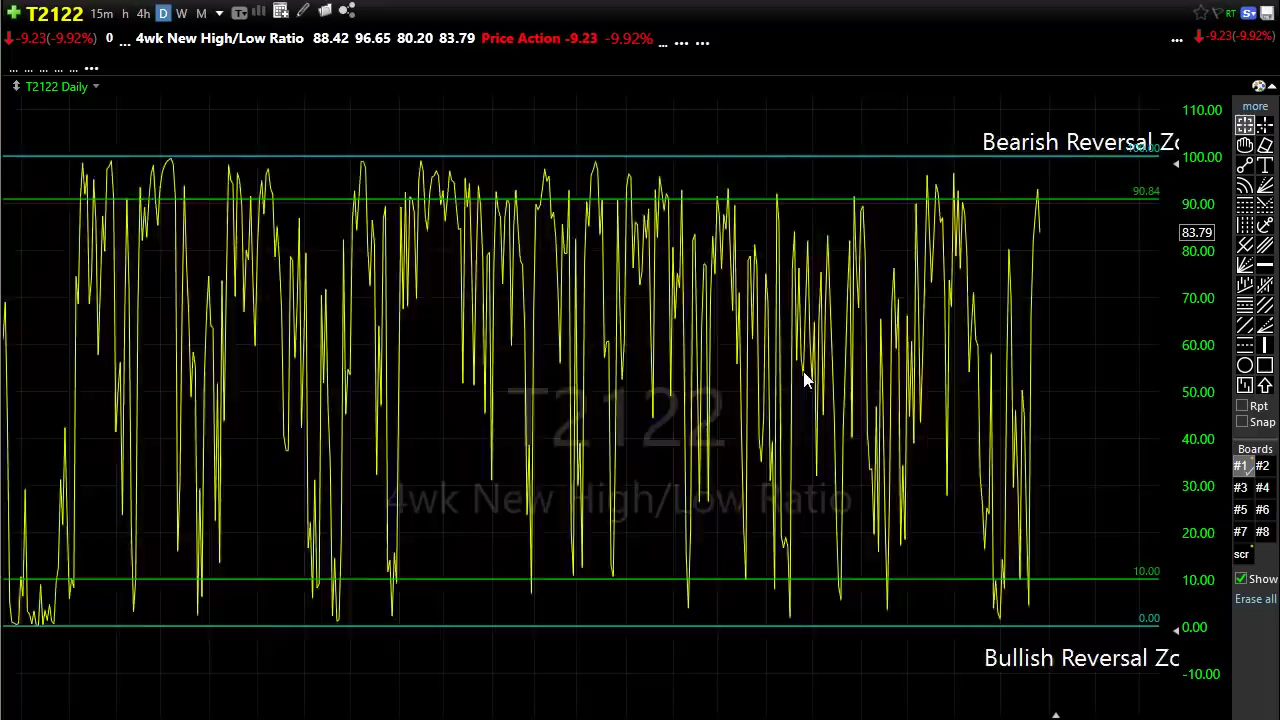 T2122 15m h 4h D W M RT S
-9.23(-9.92%) 0 ... 4wk New High/Low Ratio 88.42 96.65 80.20 83.79 Price Action -9.23 -9.92% ... ... ... ... -9.23(-9.92%)
... ... ... ... ... ...
T2122 Daily
more
110.00
Bearish Reversal Zo
100.00
100.00
90.84
90.00
83.79
80.00
70.00
60.00
50.00
T2122
Rpt
Snap
40.00
Boards
#1 #2
4wk New High/Low Ratio
30.00
#3 #4
#5 #6
20.00
#7 #8
scr
10.00
10.00
Show
Erase all
0.00
0.00
Bullish Reversal Zo
-10.00